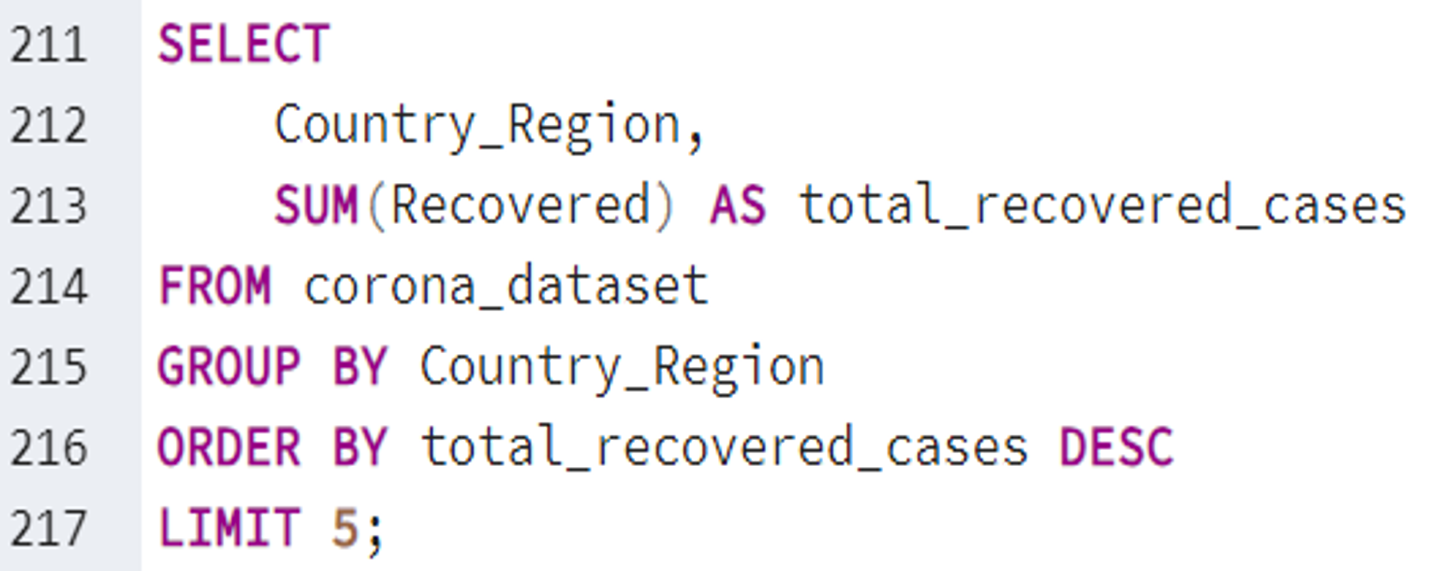 211 SELECT
212     Country_Region,
213     SUM(Recovered) AS total_recovered_cases
214 FROM corona_dataset
215 GROUP BY Country_Region
216 ORDER BY total_recovered_cases DESC
217 LIMIT 5;